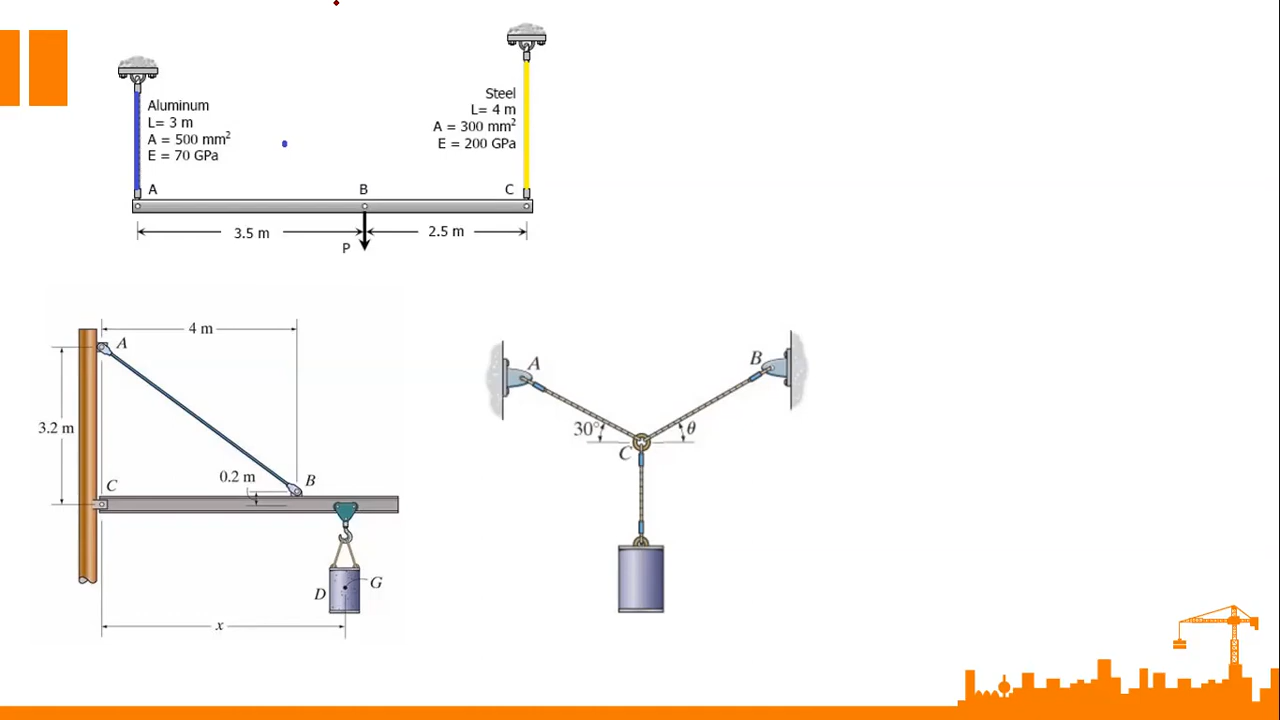 Aluminum
L= 3 m
A = 500 mm²
E = 70 GPa
Steel
L= 4 m
A = 300 mm²
E = 200 GPa
A
B
C
3.5 m
2.5 m
P
4 m
A
3.2 m
C
0.2 m
B
D
G
x
A
B
30°
θ
C